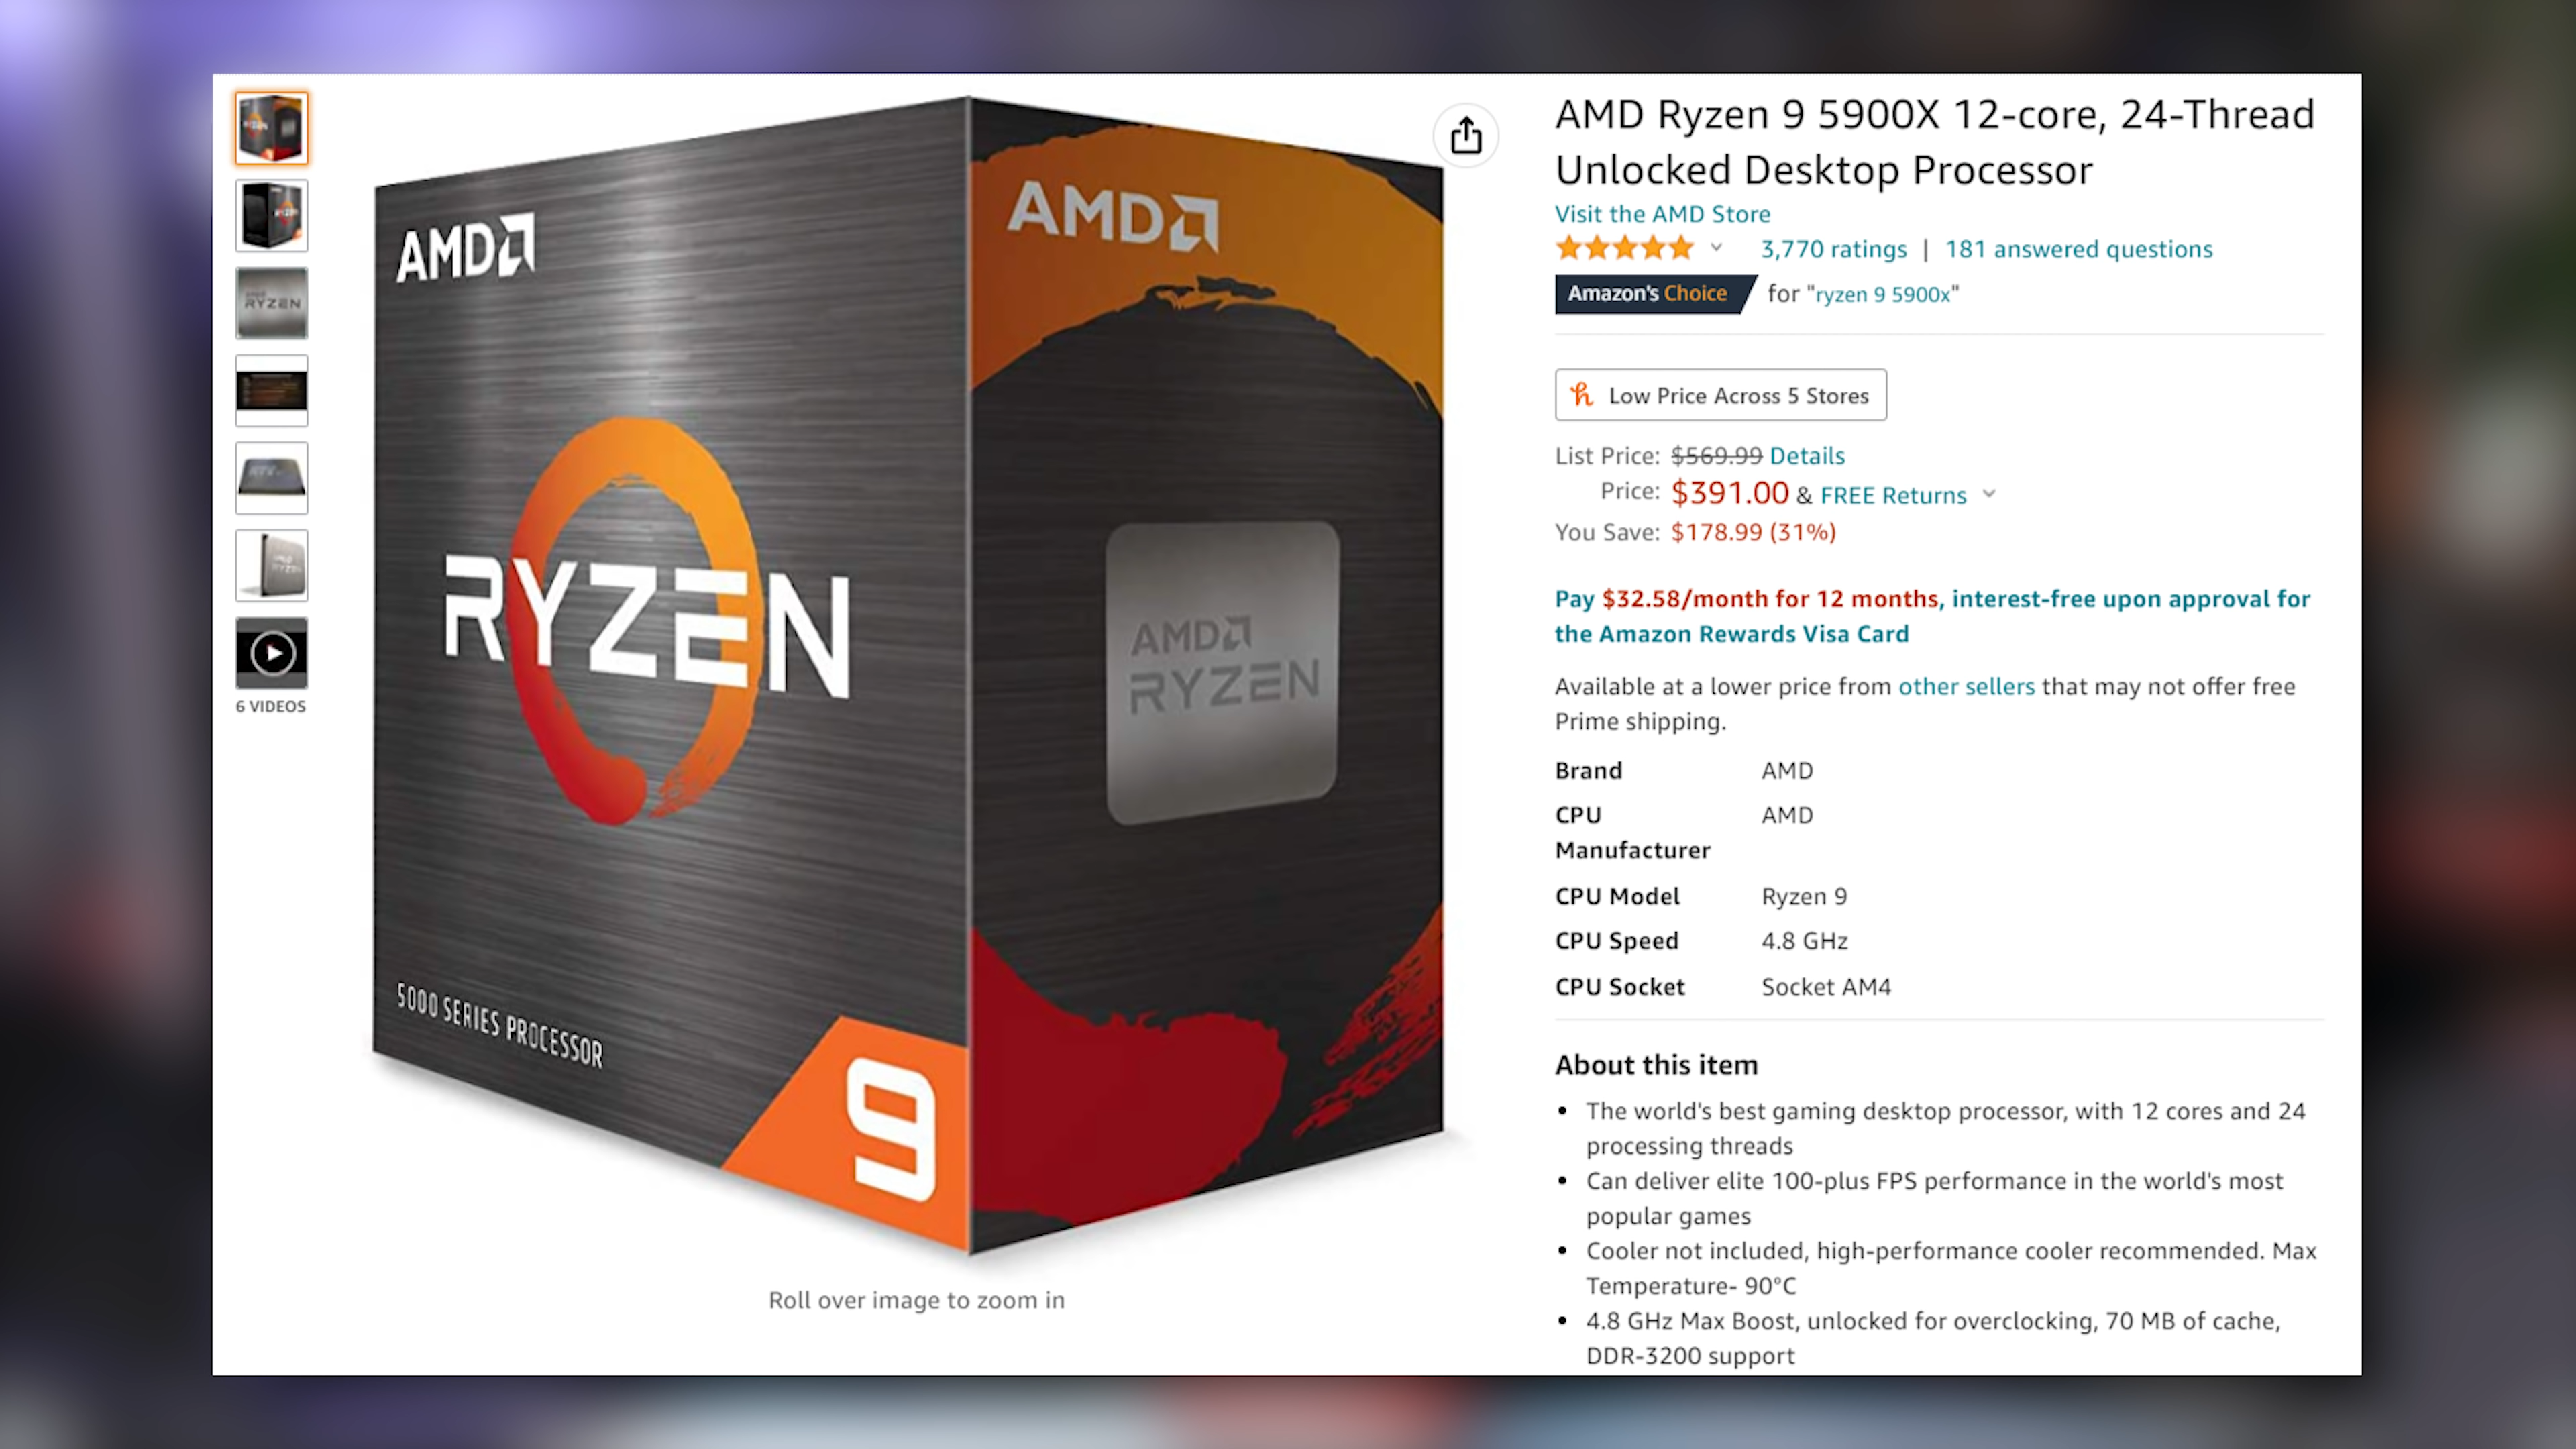 AMD Ryzen 9 5900X 12-core, 24-Thread
Unlocked Desktop Processor
Visit the AMD Store
3,770 ratings | 181 answered questions
Amazon's Choice for "ryzen 9 5900x"
Low Price Across 5 Stores
List Price: $569.99 Details
Price: $391.00 & FREE Returns
You Save: $178.99 (31%)
Pay $32.58/month for 12 months, interest-free upon approval for
the Amazon Rewards Visa Card
Available at a lower price from other sellers that may not offer free
Prime shipping.
Brand AMD
CPU AMD
Manufacturer
CPU Model Ryzen 9
CPU Speed 4.8 GHz
CPU Socket Socket AM4
About this item
• The world's best gaming desktop processor, with 12 cores and 24
processing threads
• Can deliver elite 100-plus FPS performance in the world's most
popular games
• Cooler not included, high-performance cooler recommended. Max
Temperature- 90°C
• 4.8 GHz Max Boost, unlocked for overclocking, 70 MB of cache,
DDR-3200 support
AMD
RYZEN
5000 SERIES PROCESSOR
9
AMD
AMD
RYZEN
RYZEN
6 VIDEOS
Roll over image to zoom in